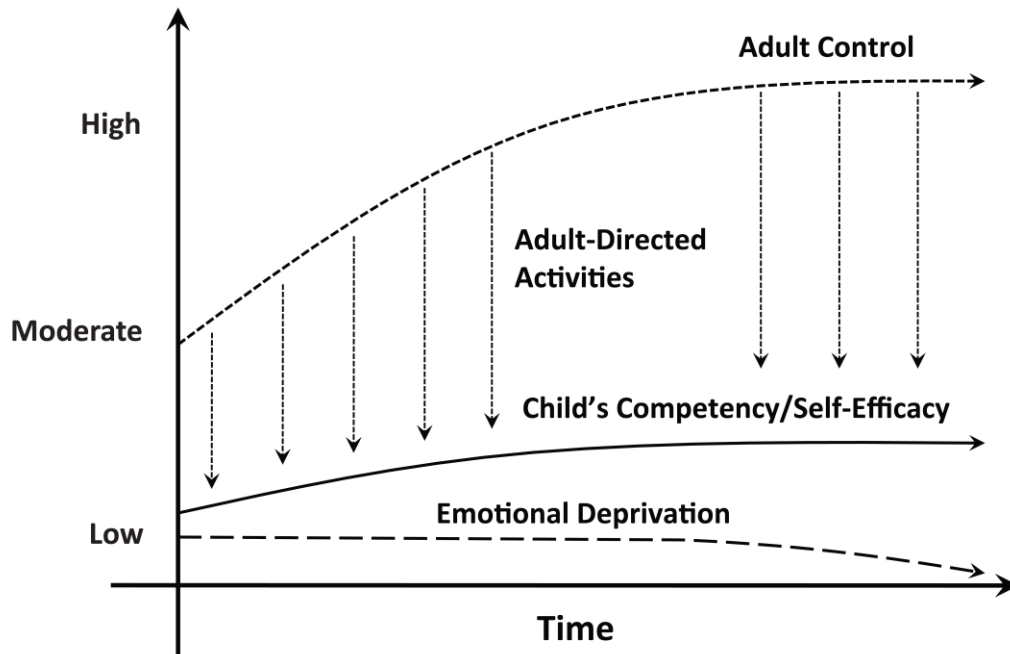 Adult Control
High
Adult-Directed
Activities
Moderate
Child's Competency/Self-Efficacy
Emotional Deprivation
Low
Time